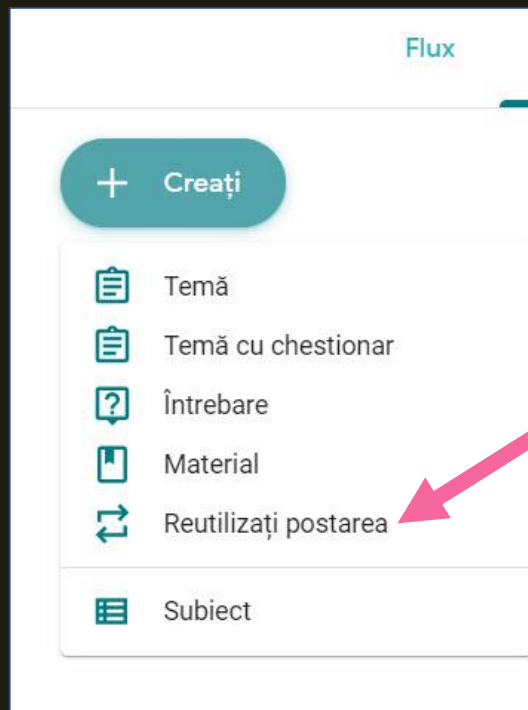 Flux
Creați
Temă
Temă cu chestionar
Întrebare
Material
Reutilizați postarea
Subiect